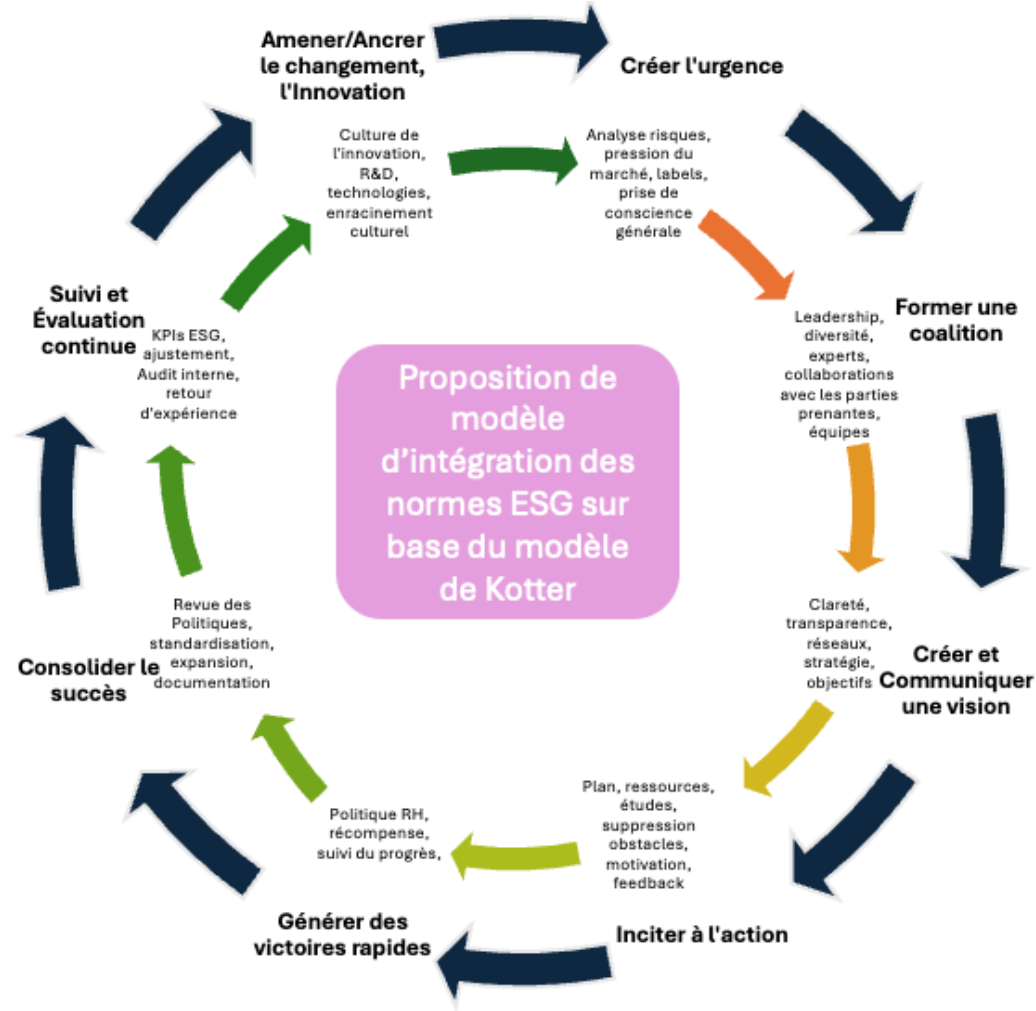 Amener/Ancrer
le changement,
l'Innovation
Culture de
l'innovation,
R&D,
technologies,
enracinement
culturel
Créer l'urgence
Analyse risques,
pression du
marché, labels,
prise de
conscience
générale
Former une
coalition
Leadership,
diversité,
experts,
collaborations
avec les parties
prenantes,
équipes
Créer et
Communiquer
une vision
Clareté,
transparence,
réseaux,
stratégie,
objectifs
Inciter à l'action
Plan, ressources,
études,
suppression
obstacles,
motivation,
feedback
Générer des
victoires rapides
Politique RH,
récompense,
suivi du progrès,
Consolider le
succès
Revue des
Politiques,
standardisation,
expansion,
documentation
Suivi et
Évaluation
continue
KPIs ESG,
ajustement,
Audit interne,
retour
d'expérience
Proposition de
modèle
d’intégration des
normes ESG sur
base du modèle
de Kotter